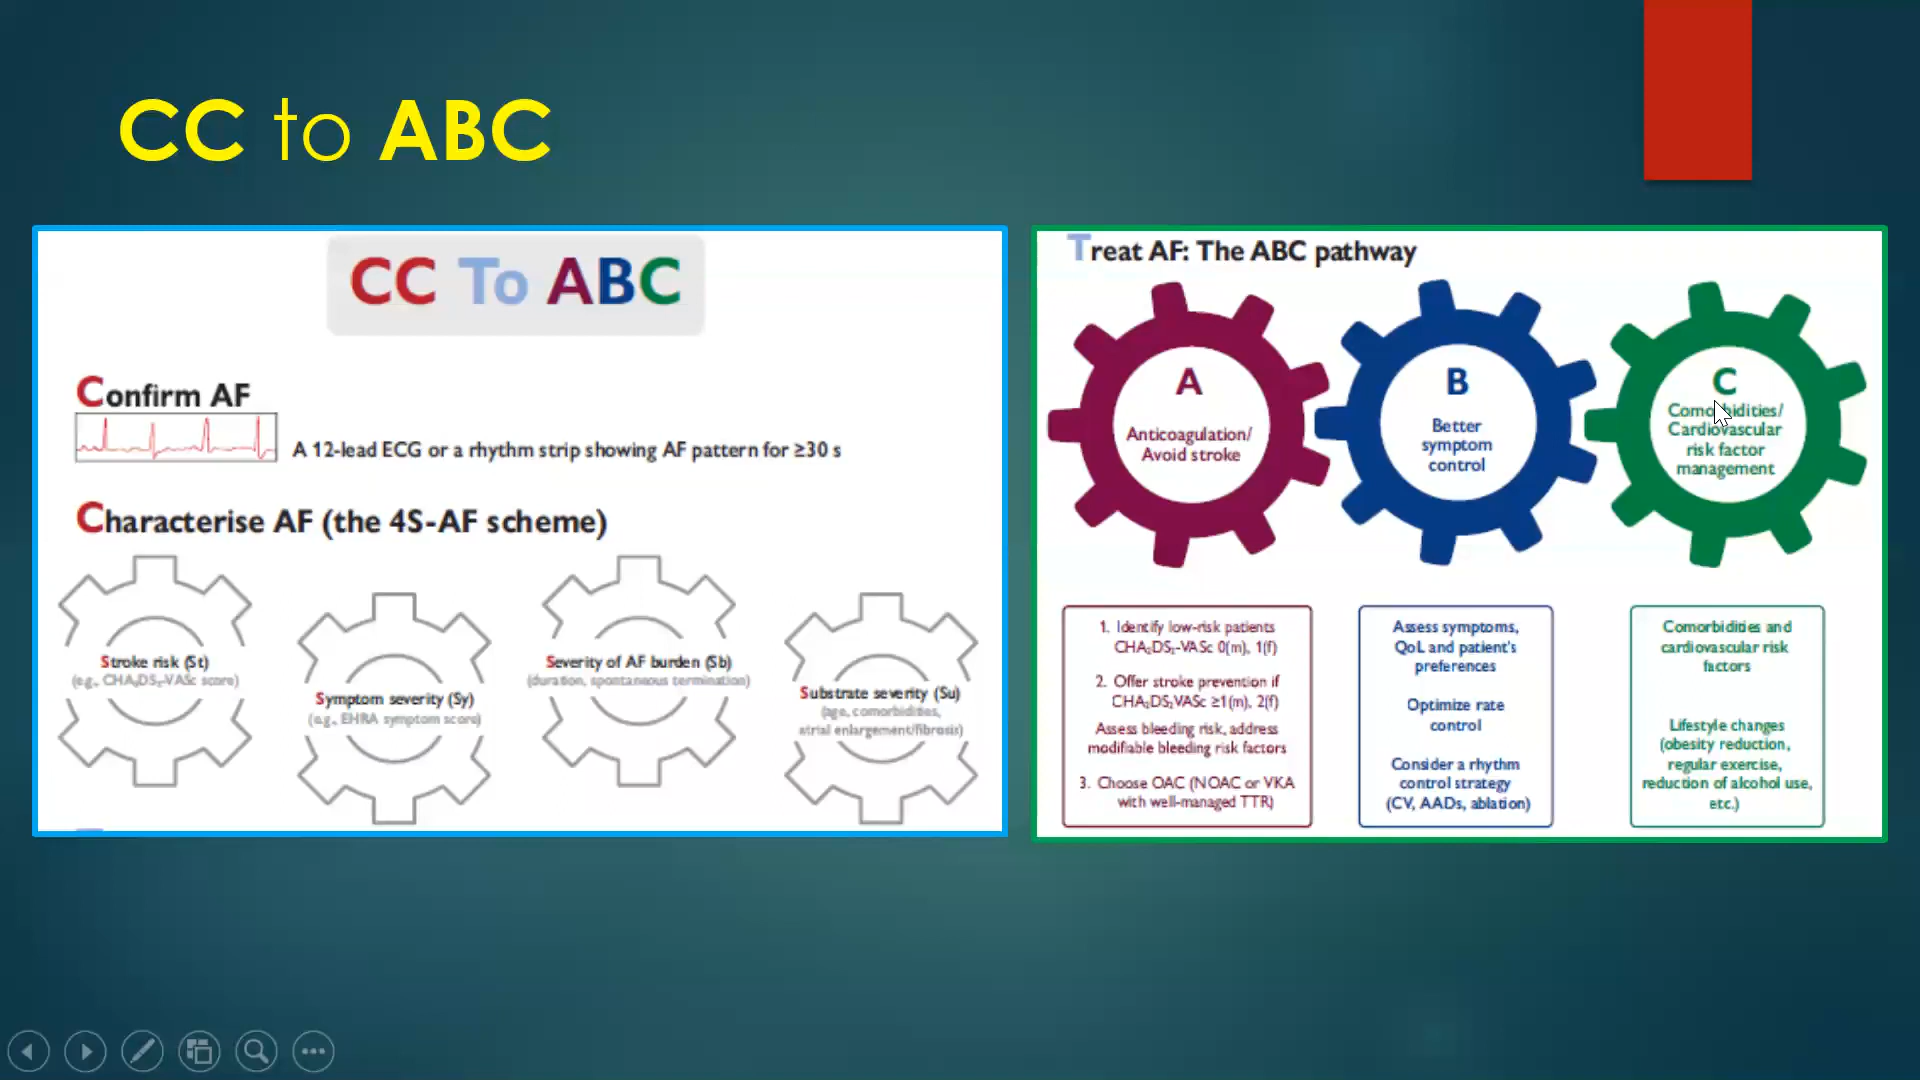 CC to ABC
CC To ABC
Confirm AF
A 12-lead ECG or a rhythm strip showing AF pattern for ≥30 s
Characterise AF (the 4S-AF scheme)
Stroke risk (St)
(e.g., CHA₂DS₂-VASc score)
Symptom severity (Sy)
(e.g., EHRA symptom score)
Severity of AF burden (Sb)
(duration, spontaneous termination)
Substrate severity (Su)
(age, comorbidities,
atrial enlargement/fibrosis)
Treat AF: The ABC pathway
A
Anticoagulation/
Avoid stroke
B
Better
symptom
control
C
Comorbidities/
Cardiovascular
risk factor
management
1. Identify low-risk patients
CHA₂DS₂-VASc 0(m), 1(f)
2. Offer stroke prevention if
CHA₂DS₂VASc ≥1(m), 2(f)
Assess bleeding risk, address
modifiable bleeding risk factors
3. Choose OAC (NOAC or VKA
with well-managed TTR)
Assess symptoms,
QoL and patient's
preferences
Optimize rate
control
Consider a rhythm
control strategy
(CV, AADs, ablation)
Comorbidities and
cardiovascular risk
factors
Lifestyle changes
(obesity reduction,
regular exercise,
reduction of alcohol use,
etc.)